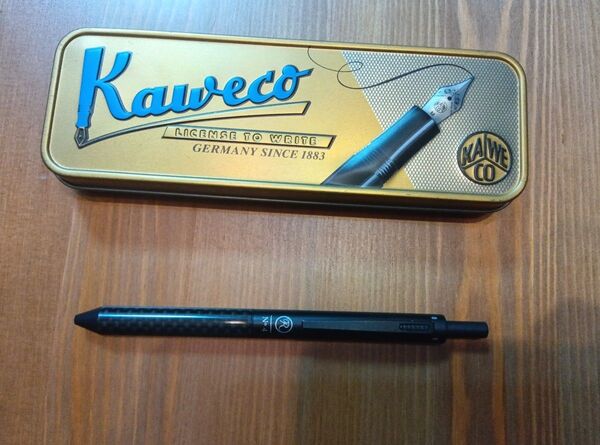 Kaweco
LICENSE TO WRITE
GERMANY SINCE 1883
KA WE
CO
R